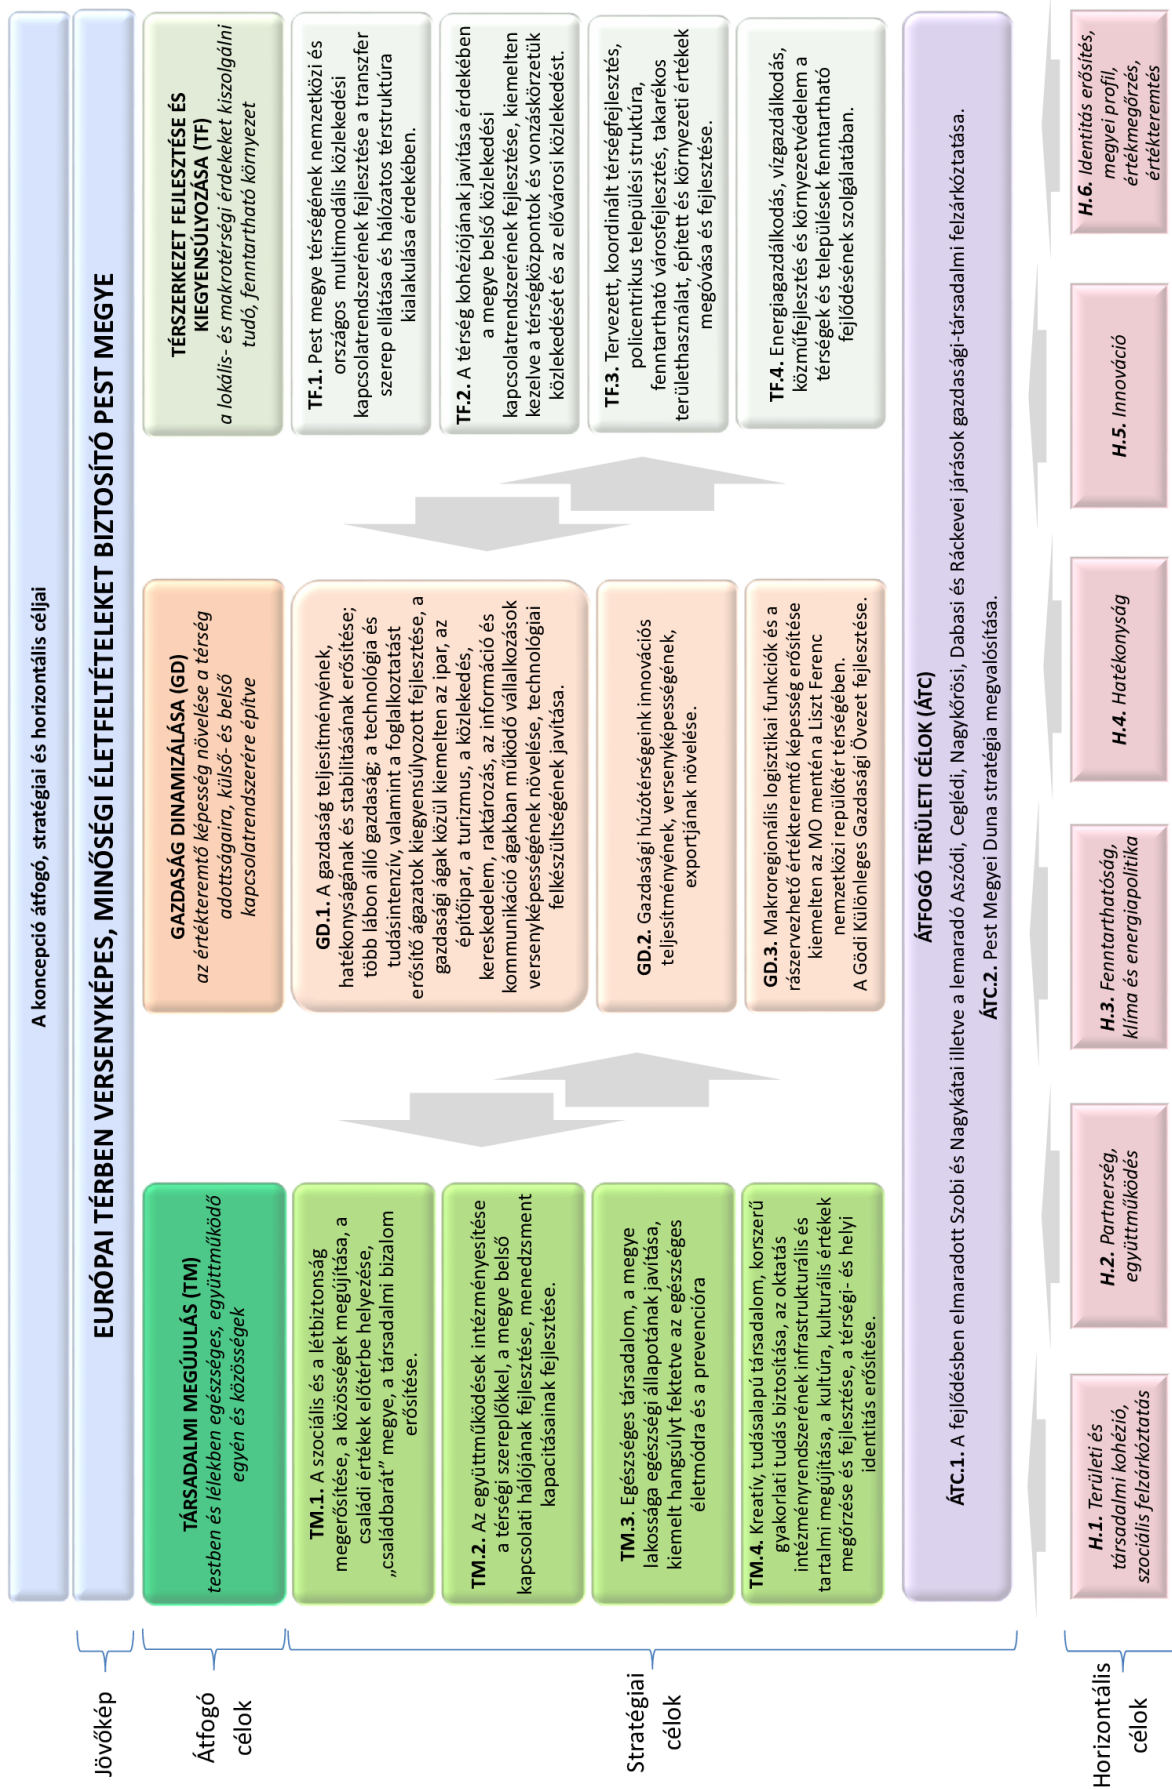 A koncepció átfogó, stratégiai és horizontális céljai
Jövőkép
EURÓPAI TÉRBEN VERSENYKÉPES, MINŐSÉGI ÉLETFELTÉTELEKET BIZTOSÍTÓ PEST MEGYE
Átfogó
célok
TÁRSADALMI MEGÚJULÁS (TM)
testben és lélekben egészséges, együttműködő
egyén és közösségek
GAZDASÁG DINAMIZÁLÁSA (GD)
az értékteremtő képesség növelése a térség
adottságaira, külső- és belső
kapcsolatrendszerére építve
TÉRSZERKEZET FEJLESZTÉSE ÉS
KIEGYENSÚLYOZÁSA (TF)
a lokális- és makrotérségi érdekeket kiszolgálni
tudó, fenntartható környezet
Stratégiai
célok
TM.1. A szociális és a létbiztonság
megerősítése, a közösségek megújítása, a
családi értékek előtérbe helyezése,
„családbarát” megye, a társadalmi bizalom
erősítése.
TM.2. Az együttműködések intézményesítése
a térségi szereplőkkel, a megye belső
kapcsolati hálójának fejlesztése, menedzsment
kapacitásainak fejlesztése.
TM.3. Egészséges társadalom, a megye
lakossága egészségi állapotának javítása,
kiemelt hangsúlyt fektetve az egészséges
életmódra és a prevencióra
TM.4. Kreatív, tudásalapú társadalom, korszerű
gyakorlati tudás biztosítása, az oktatás
intézményrendszerének infrastrukturális és
tartalmi megújítása, a kultúra, kulturális értékek
megőrzése és fejlesztése, a térségi- és helyi
identitás erősítése.
GD.1. A gazdaság teljesítményének,
hatékonyságának és stabilitásának erősítése;
több lábon álló gazdaság; a technológia és
tudásintenzív, valamint a foglalkoztatást
erősítő ágazatok kiegyensúlyozott fejlesztése, a
gazdasági ágak közül kiemelten az ipar, az
építőipar, a turizmus, a közlekedés,
kereskedelem, raktározás, az információ és
kommunikáció ágakban működő vállalkozások
versenyképességének növelése, technológiai
felkészültségének javítása.
GD.2. Gazdasági húzótérségeink innovációs
teljesítményének, versenyképességének,
exportjának növelése.
GD.3. Makroregionális logisztikai funkciók és a
rászervezhető értékteremtő képesség erősítése
kiemelten az MO mentén a Liszt Ferenc
nemzetközi repülőtér térségében.
A Gödi Különleges Gazdasági Övezet fejlesztése.
TF.1. Pest megye térségének nemzetközi és
országos multimodális közlekedési
kapcsolatrendszerének fejlesztése a transzfer
szerep ellátása és hálózatos térstruktúra
kialakulása érdekében.
TF.2. A térség kohéziójának javítása érdekében
a megye belső közlekedési
kapcsolatrendszerének fejlesztése, kiemelten
kezelve a térségközpontok és vonzáskörzetük
közlekedését és az elővárosi közlekedést.
TF.3. Tervezett, koordinált térségfejlesztés,
policentrikus települési struktúra,
fenntartható városfejlesztés, takarékos
területhasználat, épített és környezeti értékek
megóvása és fejlesztése.
TF.4. Energiagazdálkodás, vízgazdálkodás,
közműfejlesztés és környezetvédelem a
térségek és települések fenntartható
fejlődésének szolgálatában.
ÁTFOGÓ TERÜLETI CÉLOK (ÁTC)
ÁTC.1. A fejlődésben elmaradott Szobi és Nagykátai illetve a lemaradó Aszódi, Ceglédi, Nagykőrösi, Dabasi és Ráckevei járások gazdasági-társadalmi felzárkóztatása.
ÁTC.2. Pest Megyei Duna stratégia megvalósítása.
Horizontális
célok
H.1. Területi és
társadalmi kohézió,
szociális felzárkóztatás
H.2. Partnerség,
együttműködés
H.3. Fenntarthatóság,
klíma és energiapolitika
H.4. Hatékonyság
H.5. Innováció
H.6. Identitás erősítés,
megyei profil,
értékmegőrzés,
értékteremtés